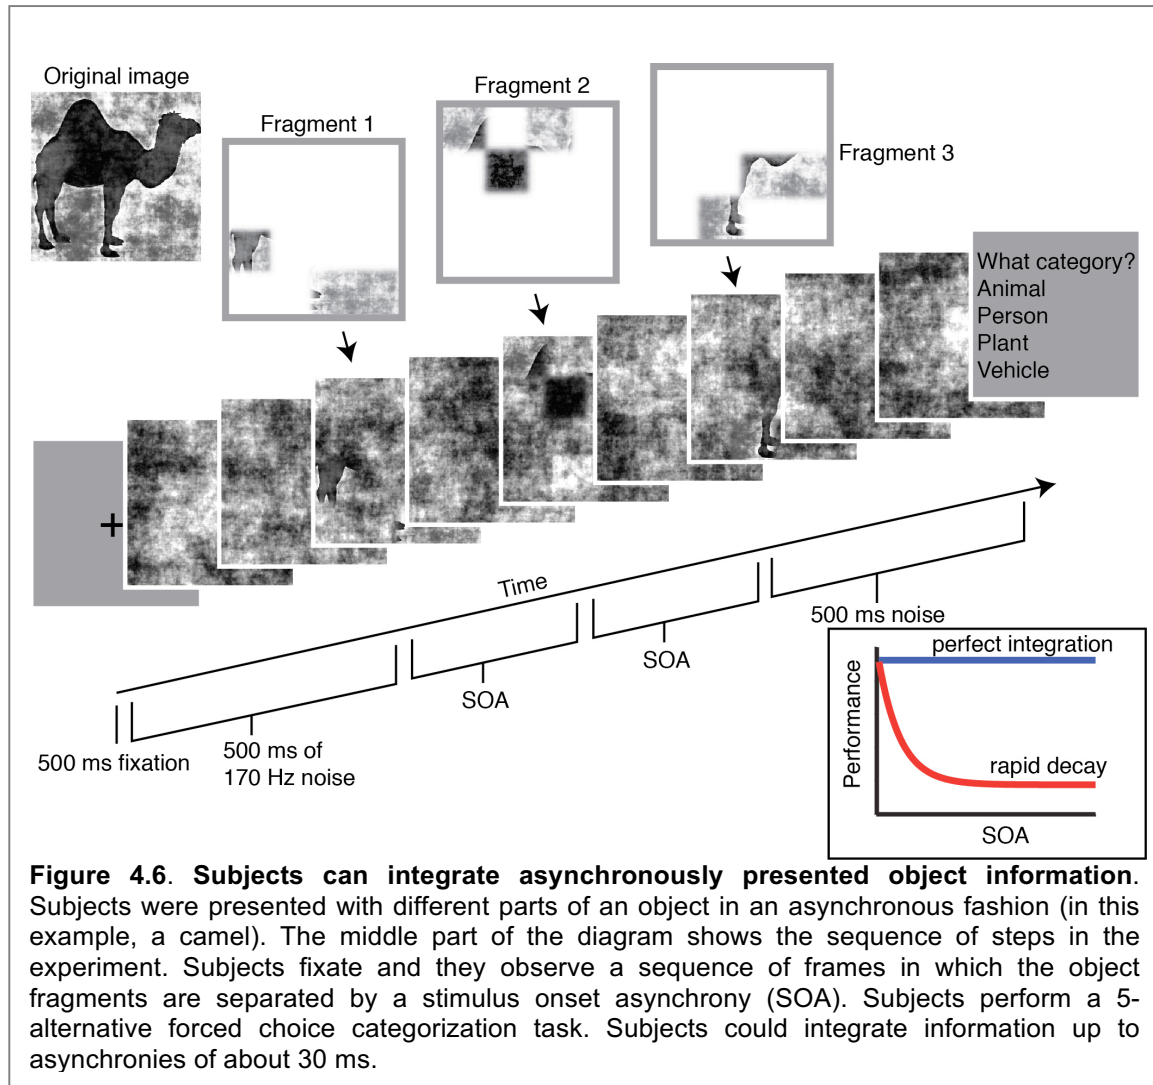 Original image
Fragment 1
Fragment 2
Fragment 3
What category?
Animal
Person
Plant
Vehicle
+
Time
500 ms fixation
500 ms of
170 Hz noise
SOA
SOA
500 ms noise
perfect integration
rapid decay
Performance
SOA
Figure 4.6. Subjects can integrate asynchronously presented object information.
Subjects were presented with different parts of an object in an asynchronous fashion (in this
example, a camel). The middle part of the diagram shows the sequence of steps in the
experiment. Subjects fixate and they observe a sequence of frames in which the object
fragments are separated by a stimulus onset asynchrony (SOA). Subjects perform a 5-
alternative forced choice categorization task. Subjects could integrate information up to
asynchronies of about 30 ms.